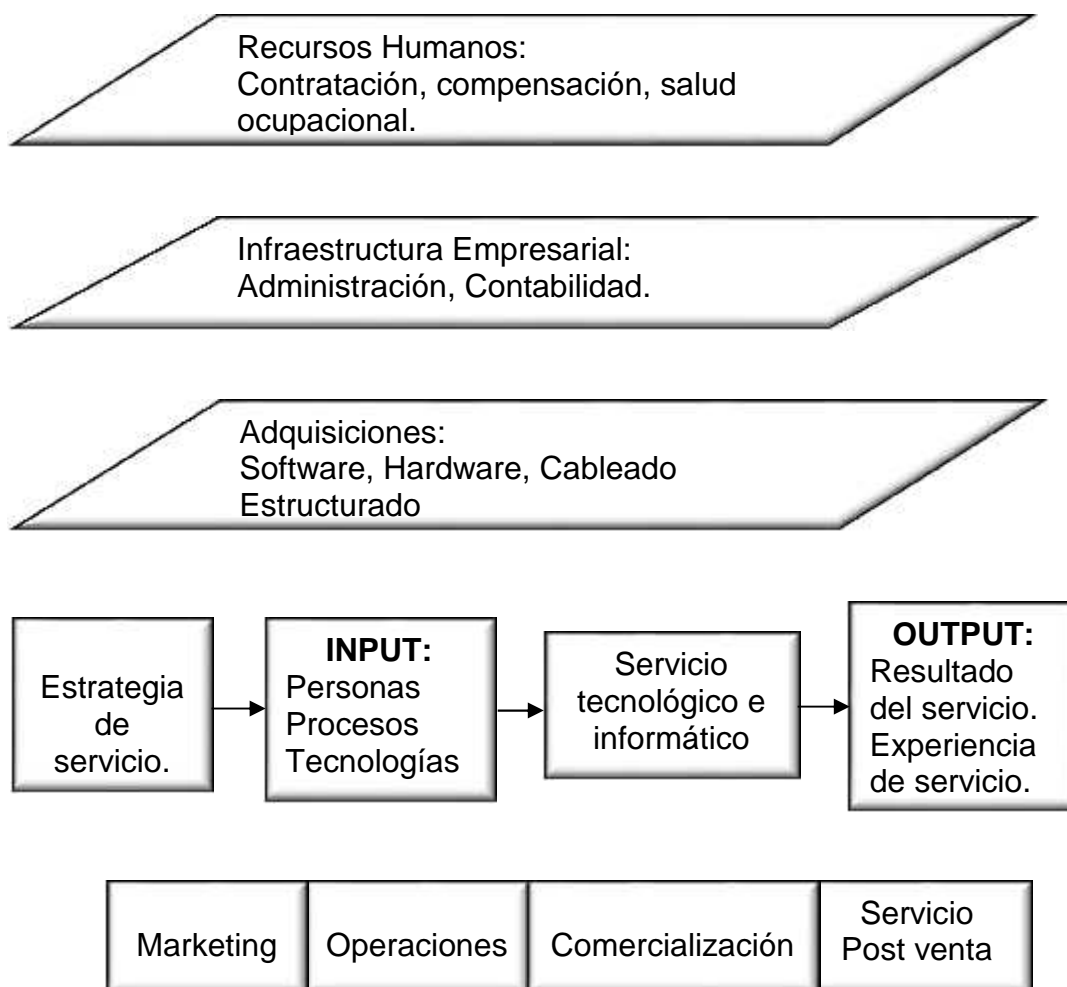 Recursos Humanos:
Contratación, compensación, salud
ocupacional.
Infraestructura Empresarial:
Administración, Contabilidad.
Adquisiciones:
Software, Hardware, Cableado
Estructurado
Estrategia
de
servicio.
INPUT:
Personas
Procesos
Tecnologías
Servicio
tecnológico e
informático
OUTPUT:
Resultado
del servicio.
Experiencia
de servicio.
Marketing
Operaciones
Comercialización
Servicio
Post venta